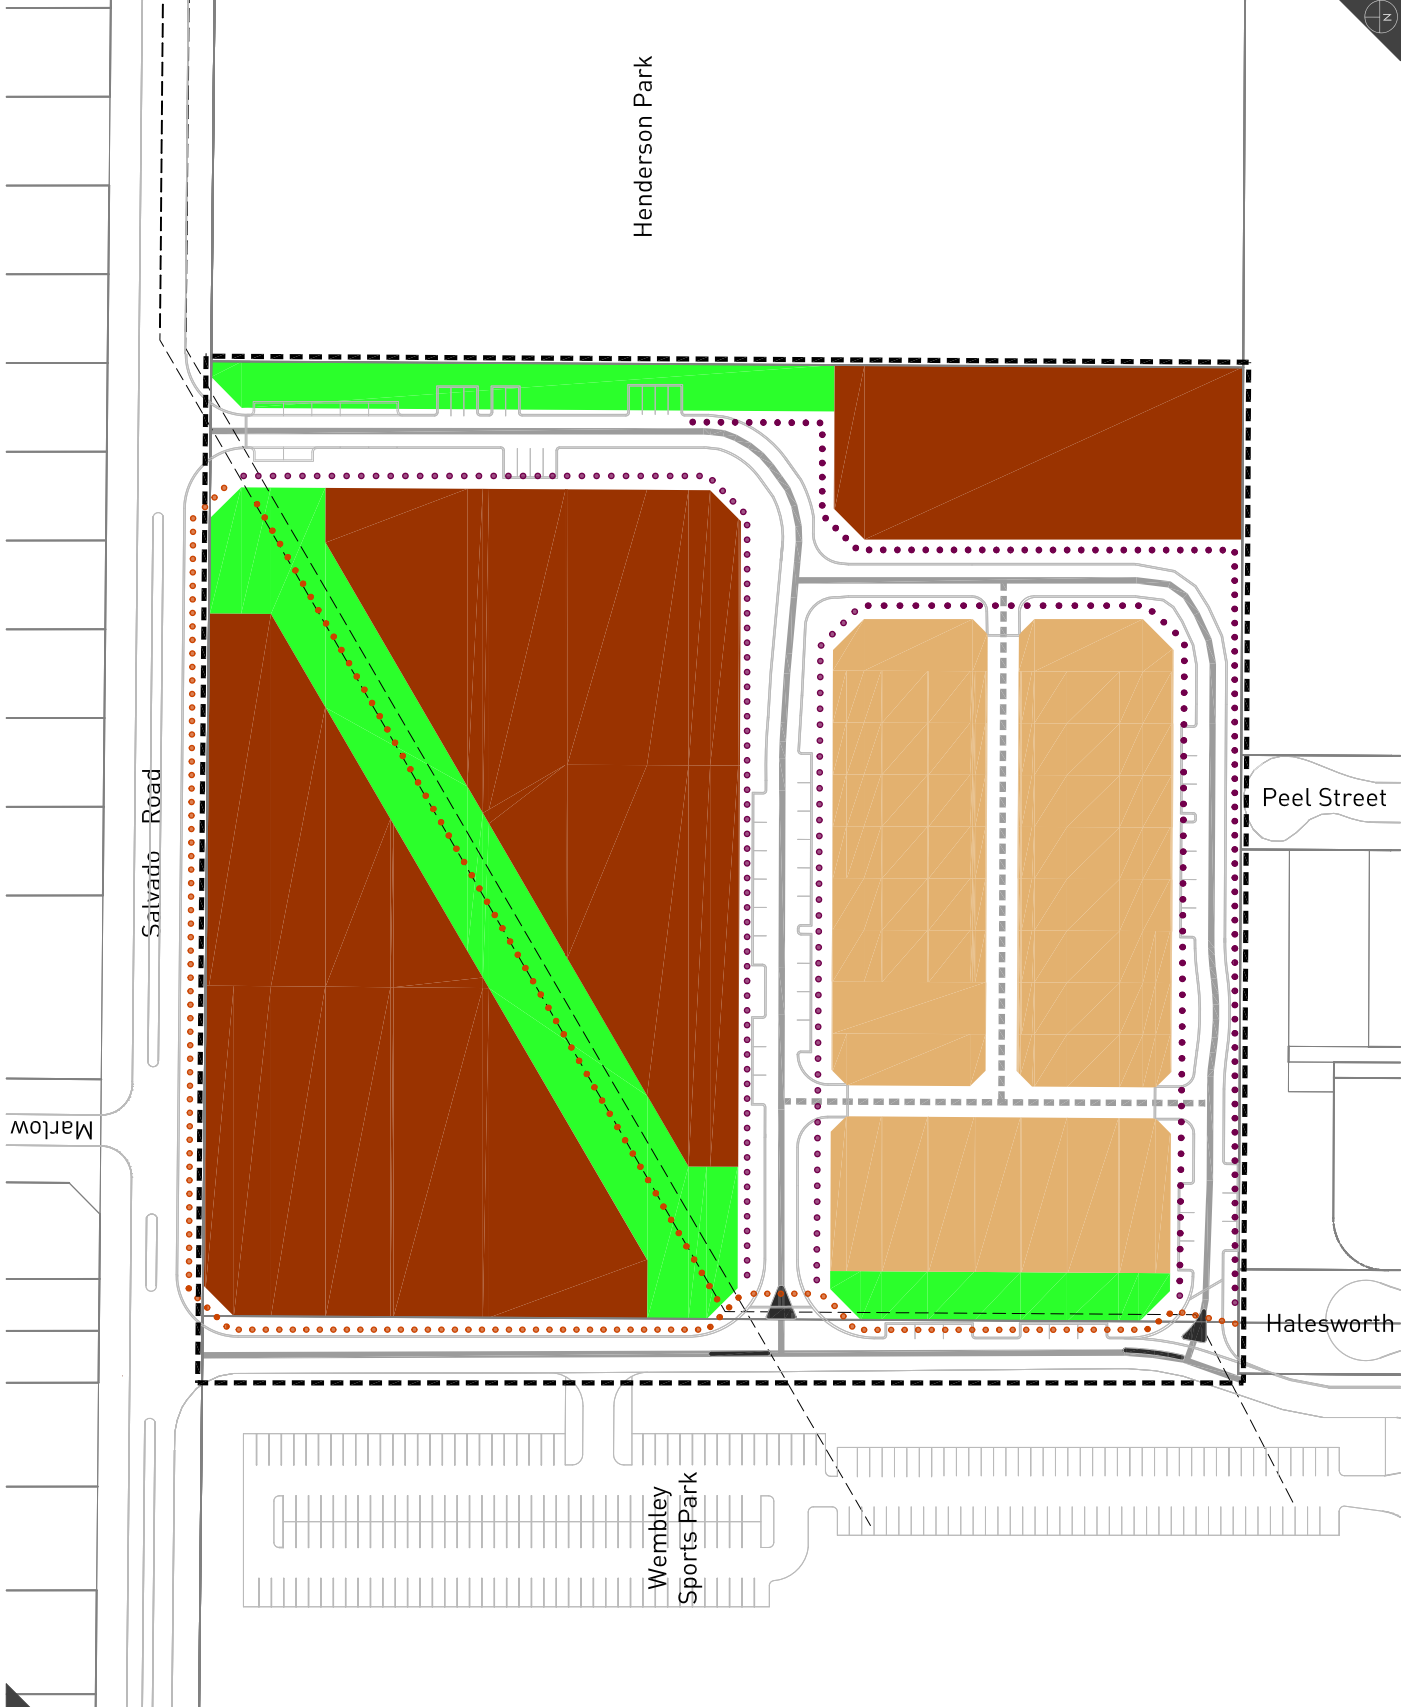 N
Henderson Park
Salvado Road
Peel Street
Marlow
Halesworth
Wembley
Sports Park